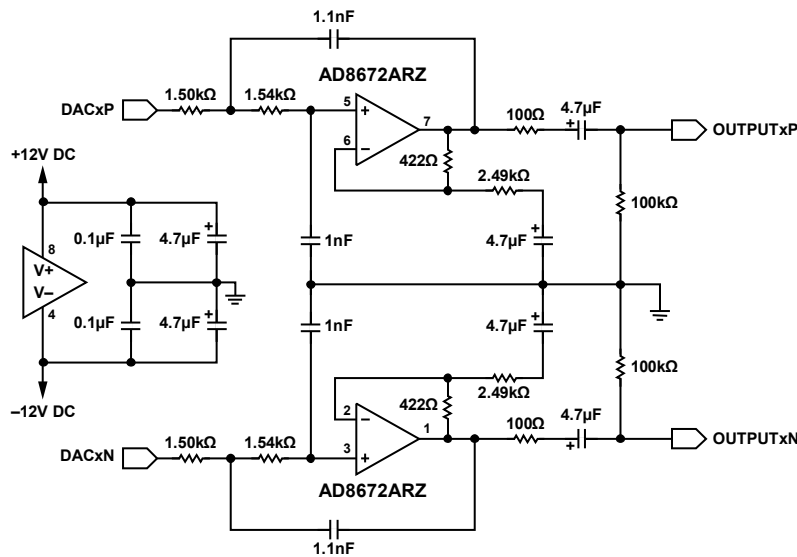 1.1nF
AD8672ARZ
DACxP
1.50kΩ
1.54kΩ
5
+
7
6
–
422Ω
2.49kΩ
100Ω
4.7µF
+
OUTPUTxP
100kΩ
+12V DC
8
V+
V–
4
0.1µF
4.7µF
+
0.1µF
4.7µF
+
–12V DC
1nF
4.7µF
+
1nF
4.7µF
+
100kΩ
2.49kΩ
422Ω
2
–
3
+
1
100Ω
4.7µF
+
OUTPUTxN
DACxN
1.50kΩ
1.54kΩ
AD8672ARZ
1.1nF